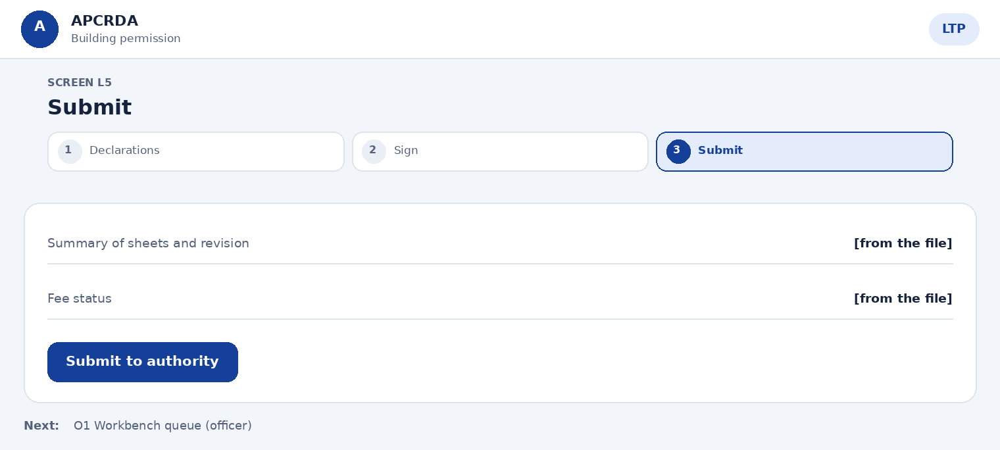 A
APCRDA
Building permission
LTP
SCREEN L5
Submit
1 Declarations
2 Sign
3 Submit
Summary of sheets and revision [from the file]
Fee status [from the file]
Submit to authority
Next: O1 Workbench queue (officer)